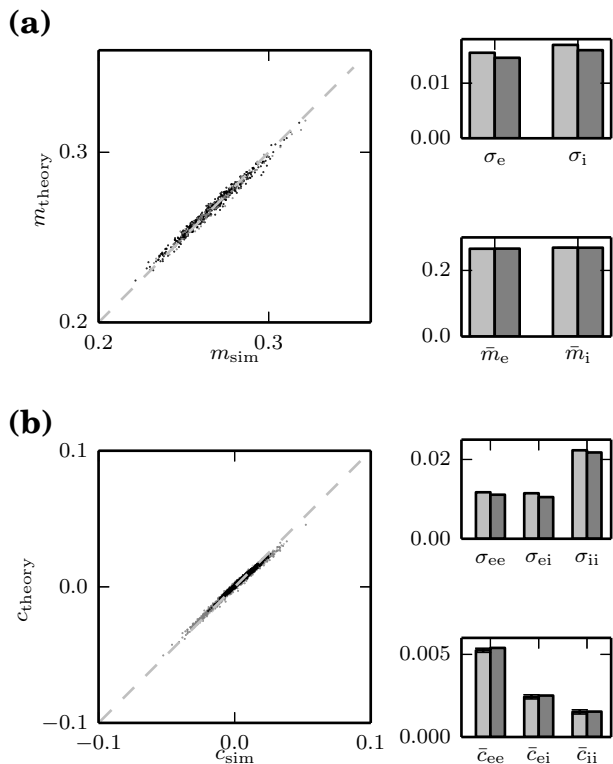 (a)
m_theory
0.3
0.2
0.2
0.3
m_sim
0.01
0.00
σ_e
σ_i
0.2
0.0
m̄_e
m̄_i
(b)
c_theory
0.1
0.0
−0.1
−0.1
0.0
0.1
c_sim
0.02
0.00
σ_ee
σ_ei
σ_ii
0.005
0.000
c̄_ee
c̄_ei
c̄_ii